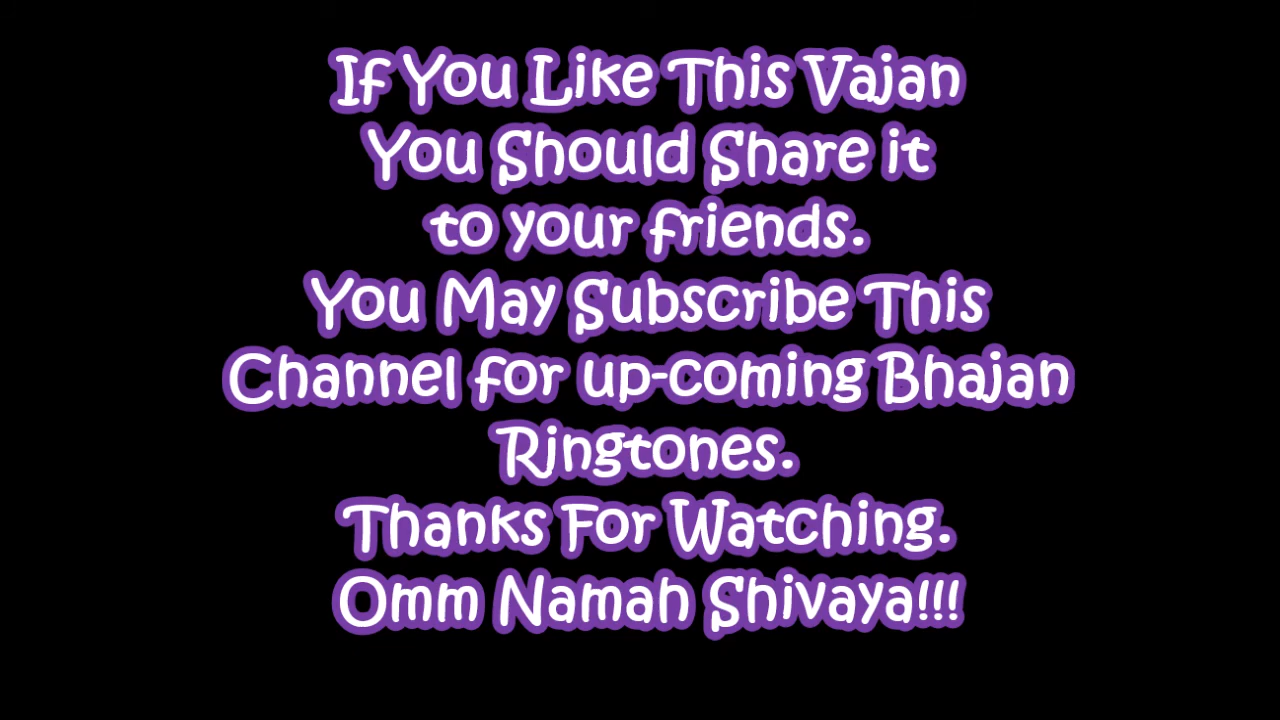 If You Like This Vajan
You Should Share it
to your friends.
You May Subscribe This
Channel for up-coming Bhajan
Ringtones.
Thanks For Watching.
Omm Namah Shivaya!!!